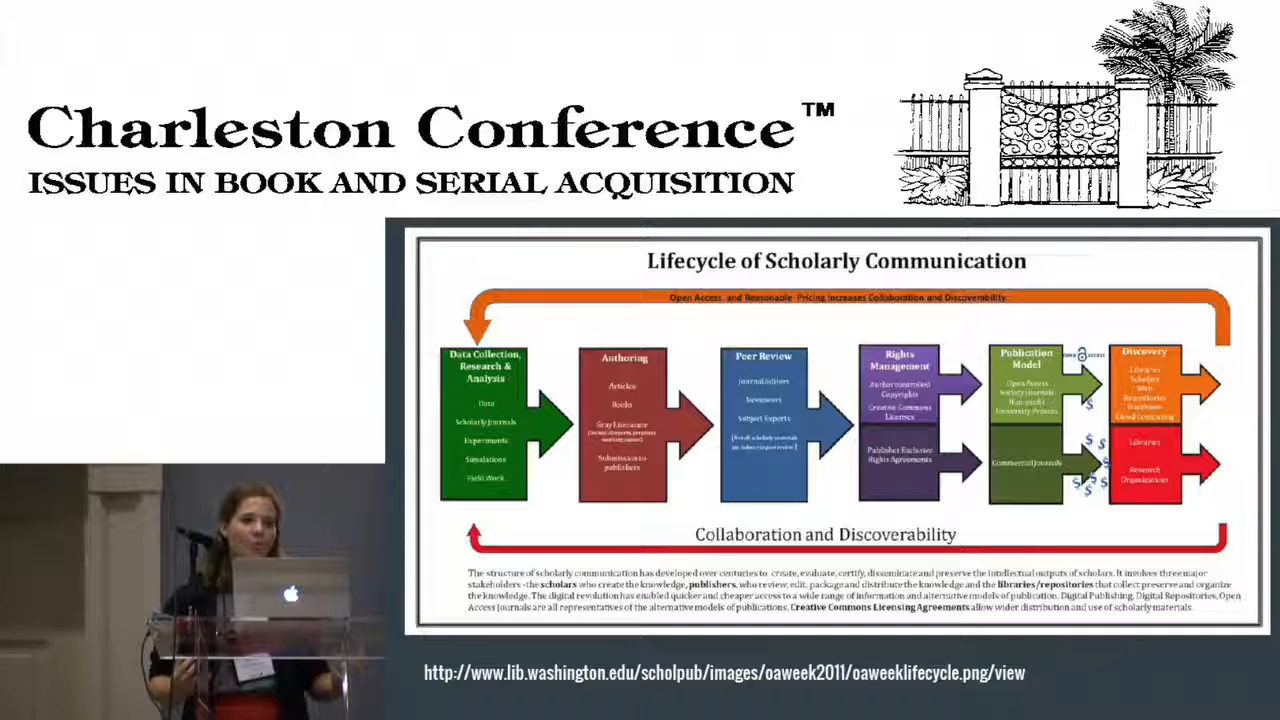 Charleston Conference ™
ISSUES IN BOOK AND SERIAL ACQUISITION
Lifecycle of Scholarly Communication
Open Access, and Reasonable Pricing Increases Collaboration and Discoverability
Data Collection,
Research &
Analysis
Data
Scholarly Journals
Experiments
Simulations
Field Work
Authoring
Articles
Books
Gray Literature
Submission to
publishers
Peer Review
Journal Editors
Reviewers
Subject Experts
Rights
Management
Author controlled
Copyrights
Creative Commons
Licenses
Publisher Exclusive
Rights Agreements
Publication
Model
Open Access
Society Journals
Non-profit
University Presses
Commercial Journals
OPEN ACCESS
$
$ $
$
$ $ $
Discovery
Libraries
Scholars
Web
Repositories
Databases
Cloud Computing
Libraries
Research
Organizations
Collaboration and Discoverability
The structure of scholarly communication has developed over centuries to create, evaluate, certify, disseminate and preserve the intellectual outputs of scholars. It involves three major
stakeholders -the scholars who create the knowledge, publishers, who review, edit, package and distribute the knowledge and the libraries/repositories that collect preserve and organize
the knowledge. The digital revolution has enabled quicker and cheaper access to a wide range of information and alternative models of publication. Digital Publishing, Digital Repositories, Open
Access Journals are all representatives of the alternative models of publications. Creative Commons Licensing Agreements allow wider distribution and use of scholarly materials.
http://www.lib.washington.edu/scholpub/images/oaweek2011/oaweeklifecycle.png/view